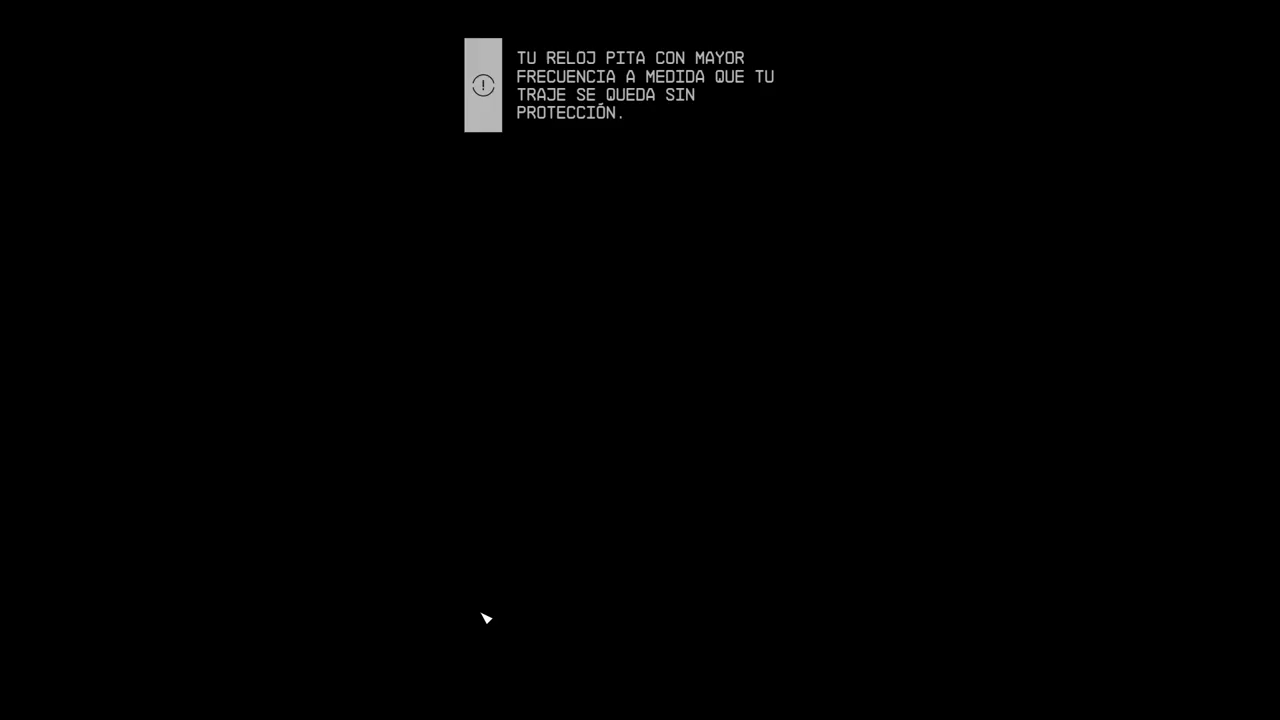 TU RELOJ PITA CON MAYOR
FRECUENCIA A MEDIDA QUE TU
TRAJE SE QUEDA SIN
PROTECCIÓN.